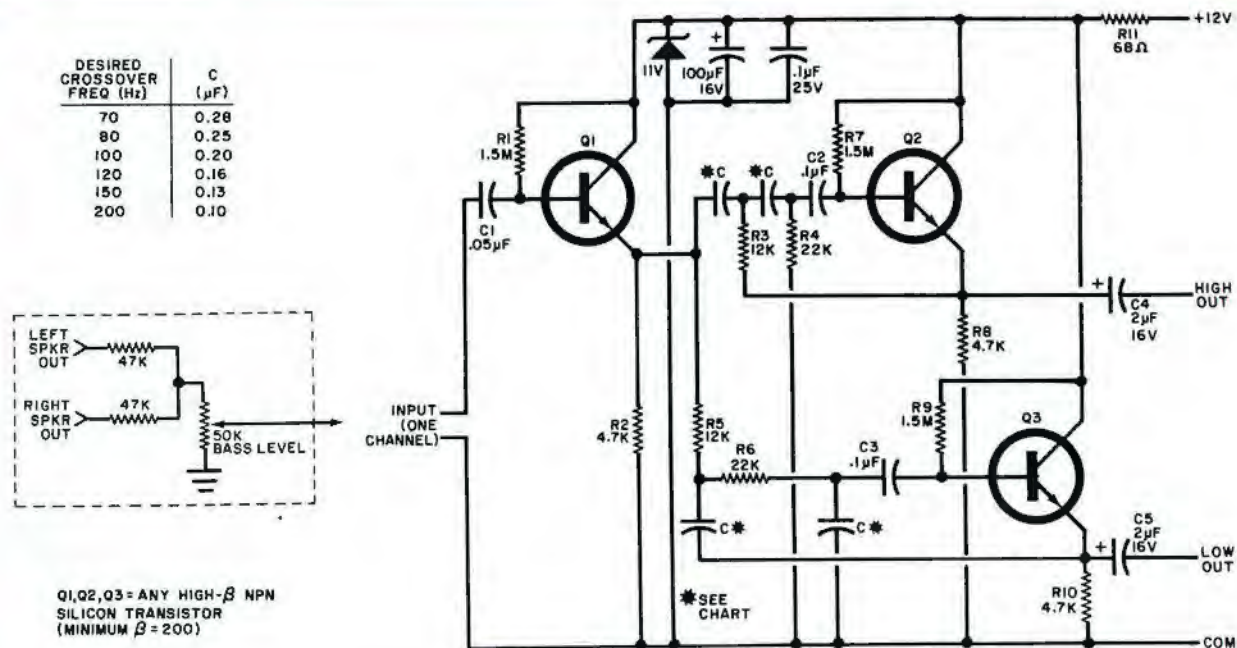 DESIRED
CROSSOVER
FREQ (Hz)
C
(µF)
70 0.28
80 0.25
100 0.20
120 0.16
150 0.13
200 0.10
LEFT
SPKR
OUT
47K
RIGHT
SPKR
OUT
47K
50K
BASS LEVEL
Q1,Q2,Q3=ANY HIGH-β NPN
SILICON TRANSISTOR
(MINIMUM β=200)
INPUT
(ONE
CHANNEL)
C1
.05µF
R1
1.5M
Q1
11V
+
100µF
16V
.1µF
25V
R2
4.7K
✱C
✱C
R3
12K
R4
22K
C2
.1µF
R7
1.5M
Q2
R11
68Ω
+12V
+
C4
2µF
16V
HIGH
OUT
R8
4.7K
R5
12K
R6
22K
C✱
C✱
C3
.1µF
R9
1.5M
Q3
+
C5
2µF
16V
LOW
OUT
R10
4.7K
✱SEE
CHART
COM